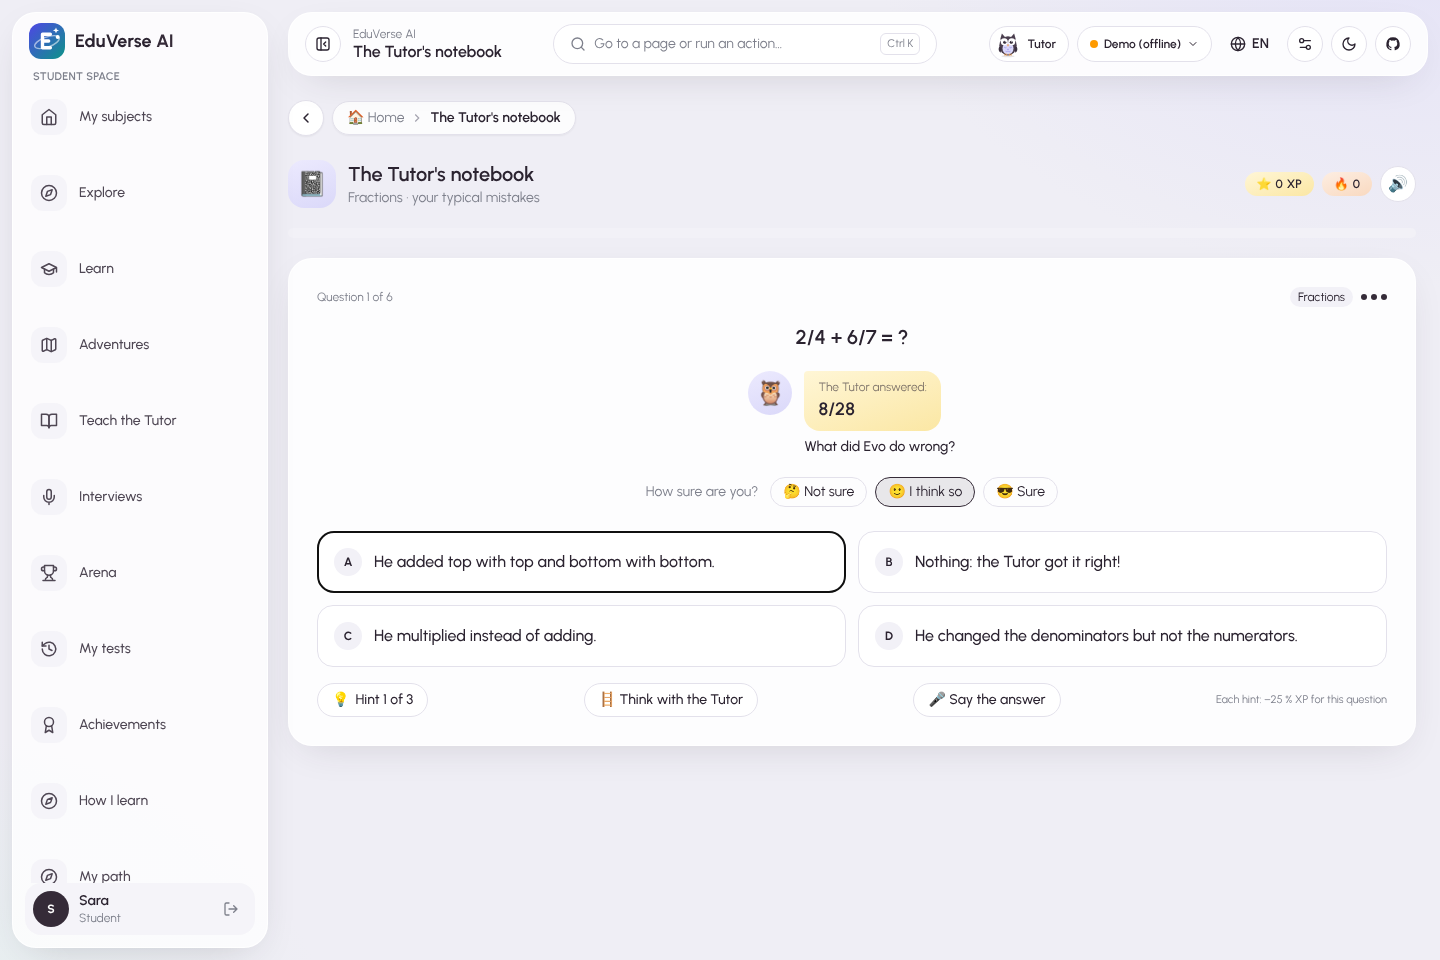 EduVerse AI
STUDENT SPACE
My subjects
Explore
Learn
Adventures
Teach the Tutor
Interviews
Arena
My tests
Achievements
How I learn
My path
S
Sara
Student
EduVerse AI
The Tutor's notebook
Go to a page or run an action...
Ctrl K
Tutor
Demo (offline)
EN
Home
The Tutor's notebook
The Tutor's notebook
Fractions · your typical mistakes
0 XP
0
Question 1 of 6
Fractions
2/4 + 6/7 = ?
The Tutor answered:
8/28
What did Evo do wrong?
How sure are you?
Not sure
I think so
Sure
A He added top with top and bottom with bottom.
B Nothing: the Tutor got it right!
C He multiplied instead of adding.
D He changed the denominators but not the numerators.
Hint 1 of 3
Think with the Tutor
Say the answer
Each hint: −25 % XP for this question